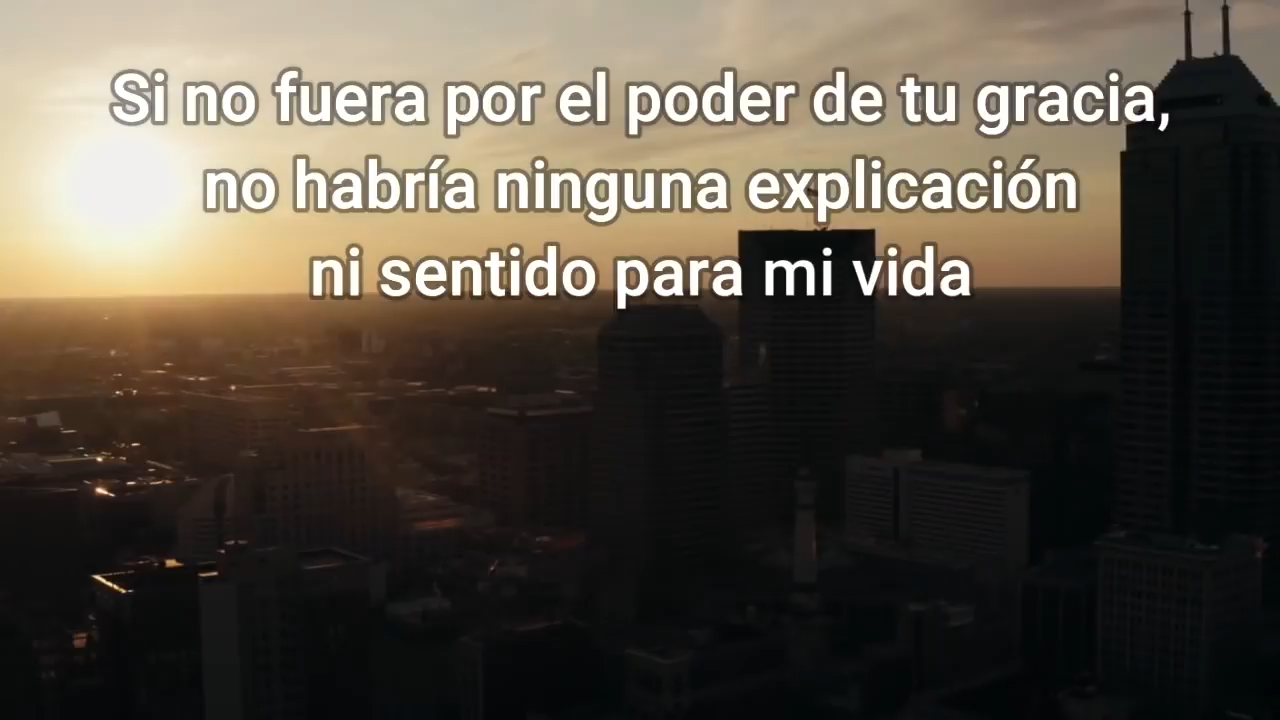 Si no fuera por el poder de tu gracia,
no habría ninguna explicación
ni sentido para mi vida